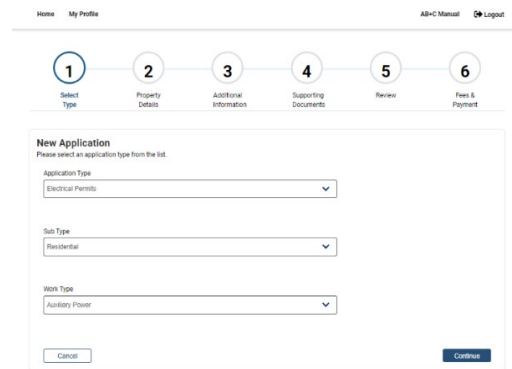 Home My Profile AB+C Manual Logout
1 2 3 4 5 6
Select Property Additional Supporting Review Fees &
Type Details Information Documents Payment
New Application
Please select an application type from the list.
Application Type
Electrical Permits
Sub Type
Residential
Work Type
Auxiliary Power
Cancel Continue